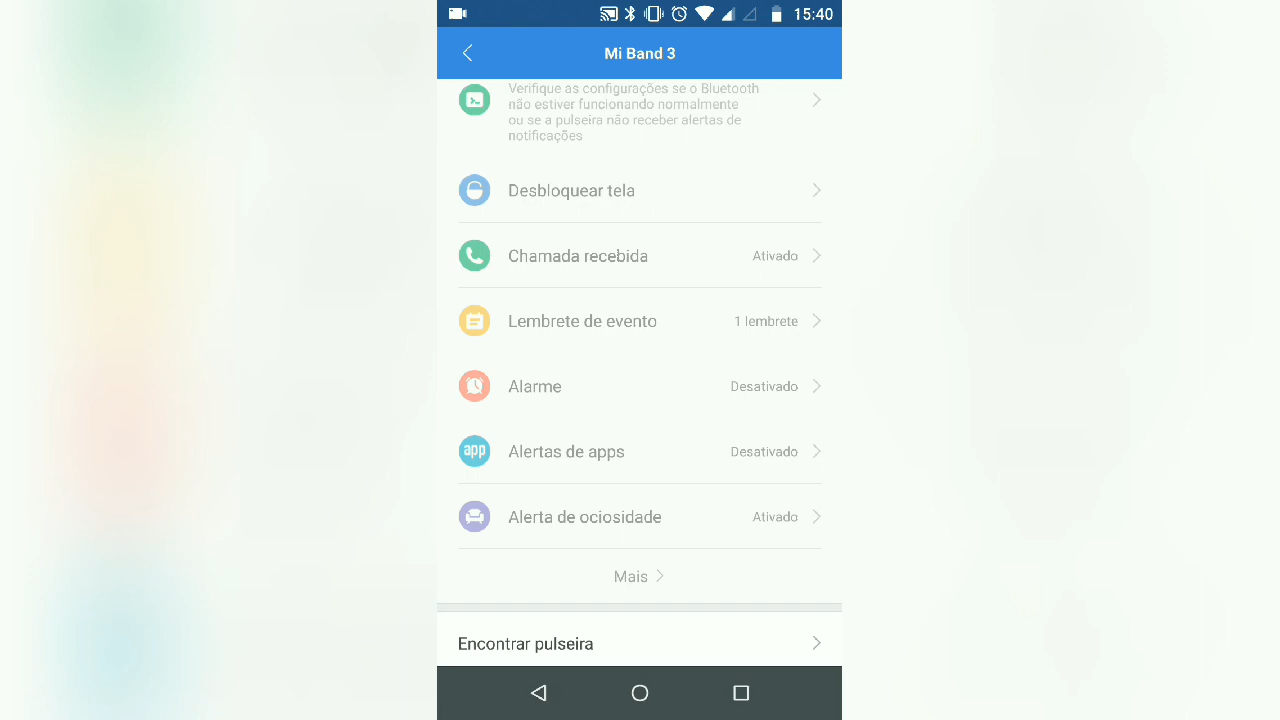 15:40
Mi Band 3
Verifique as configurações se o Bluetooth
não estiver funcionando normalmente
ou se a pulseira não receber alertas de
notificações
Desbloquear tela
Chamada recebida Ativado
Lembrete de evento 1 lembrete
Alarme Desativado
app Alertas de apps Desativado
Alerta de ociosidade Ativado
Mais
Encontrar pulseira